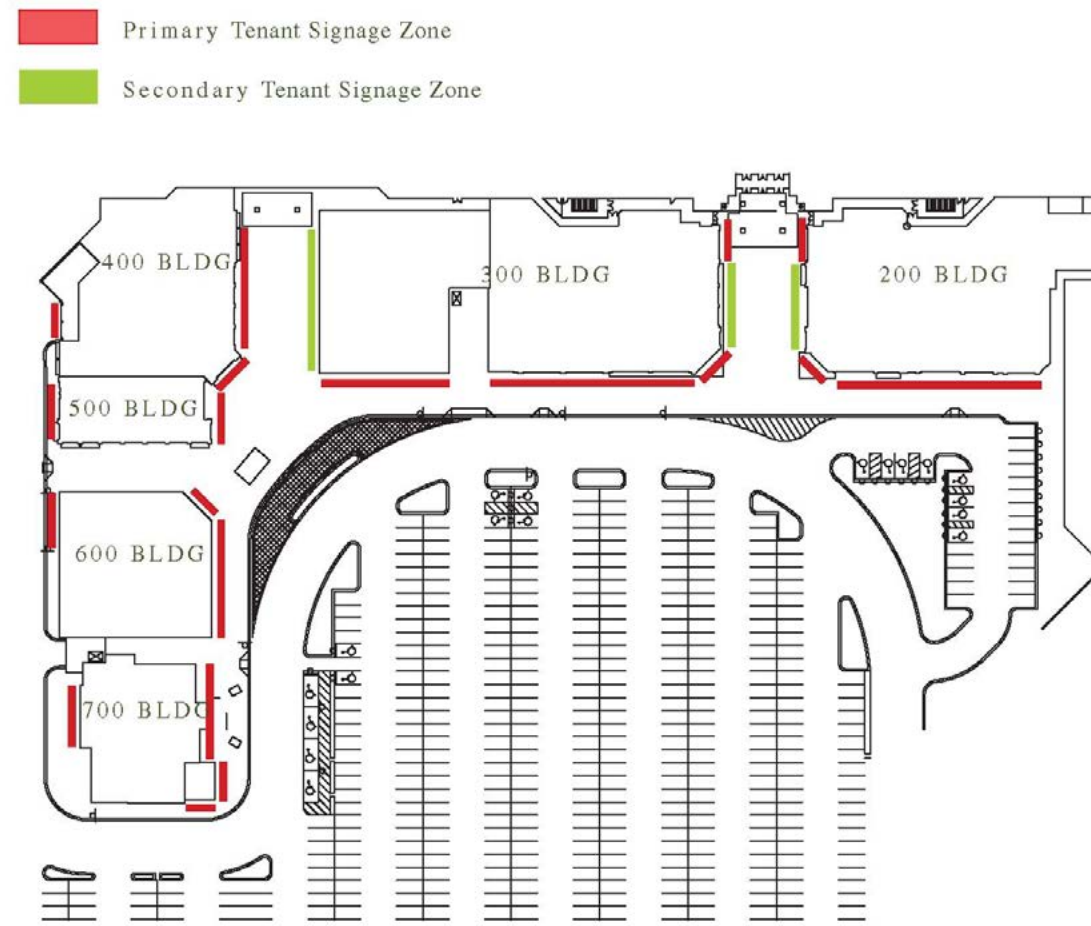 Primary Tenant Signage Zone
Secondary Tenant Signage Zone
400 BLDG
300 BLDG
200 BLDG
500 BLDG
600 BLDG
700 BLDG